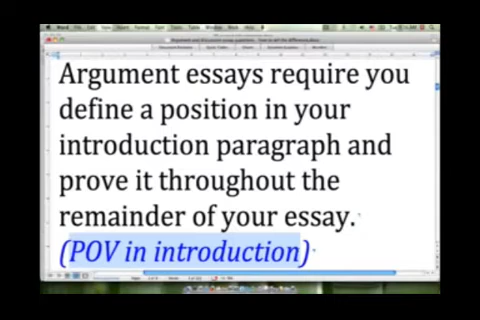 Argument essays require you
define a position in your
introduction paragraph and
prove it throughout the
remainder of your essay.
(POV in introduction)